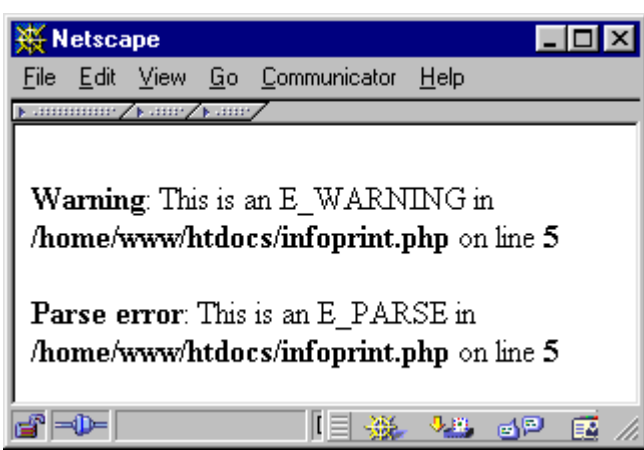 Netscape
File Edit View Go Communicator Help
Warning: This is an E_WARNING in
/home/www/htdocs/infoprint.php on line 5
Parse error: This is an E_PARSE in
/home/www/htdocs/infoprint.php on line 5